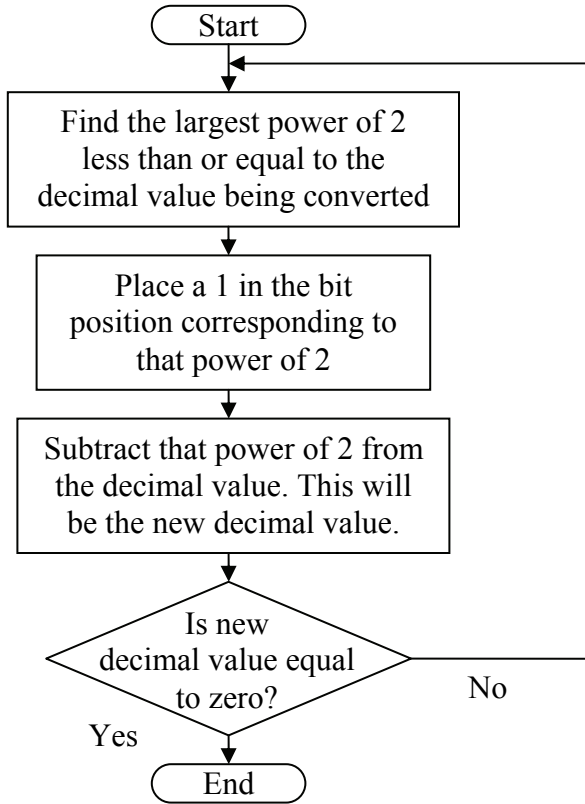 Start
Find the largest power of 2
less than or equal to the
decimal value being converted
Place a 1 in the bit
position corresponding to
that power of 2
Subtract that power of 2 from
the decimal value. This will
be the new decimal value.
Is new
decimal value equal
to zero?
No
Yes
End